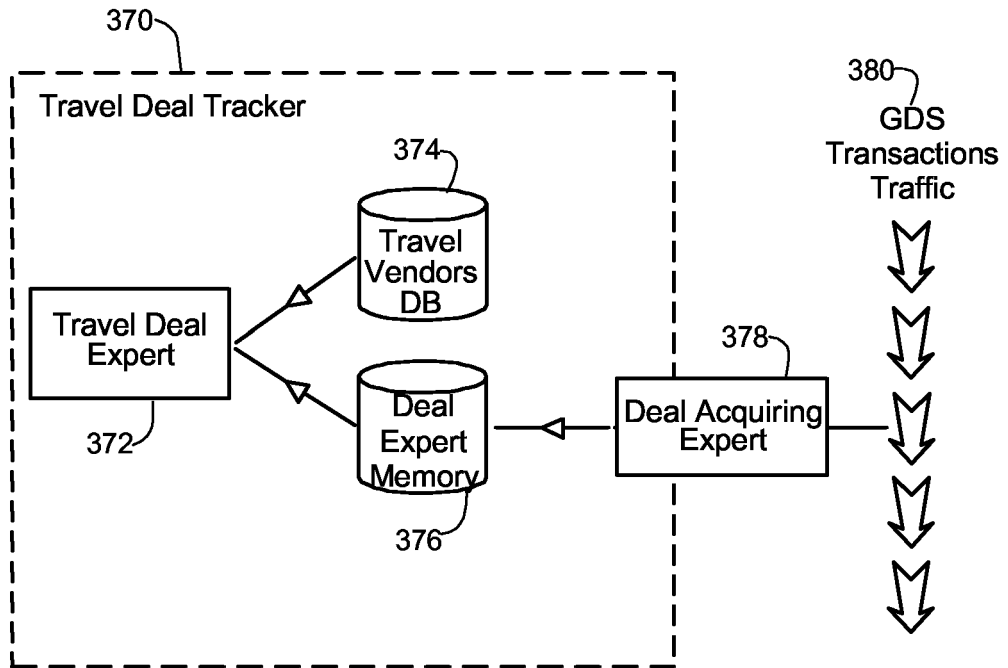 370
Travel Deal Tracker
380
GDS
Transactions
Traffic
374
Travel
Vendors
DB
Travel Deal
Expert
372
378
Deal
Expert
Memory
376
Deal Acquiring
Expert